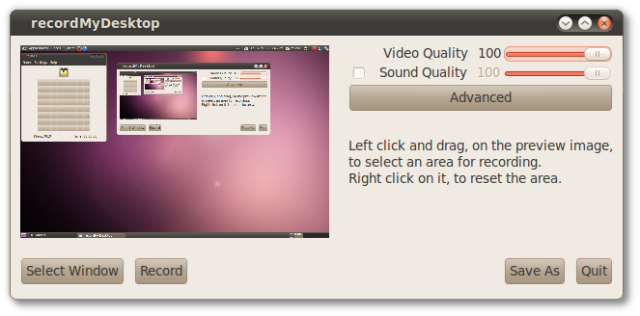 recordMyDesktop
Video Quality 100
Sound Quality 100
Advanced
Left click and drag, on the preview image,
to select an area for recording.
Right click on it, to reset the area.
Select Window Record Save As Quit